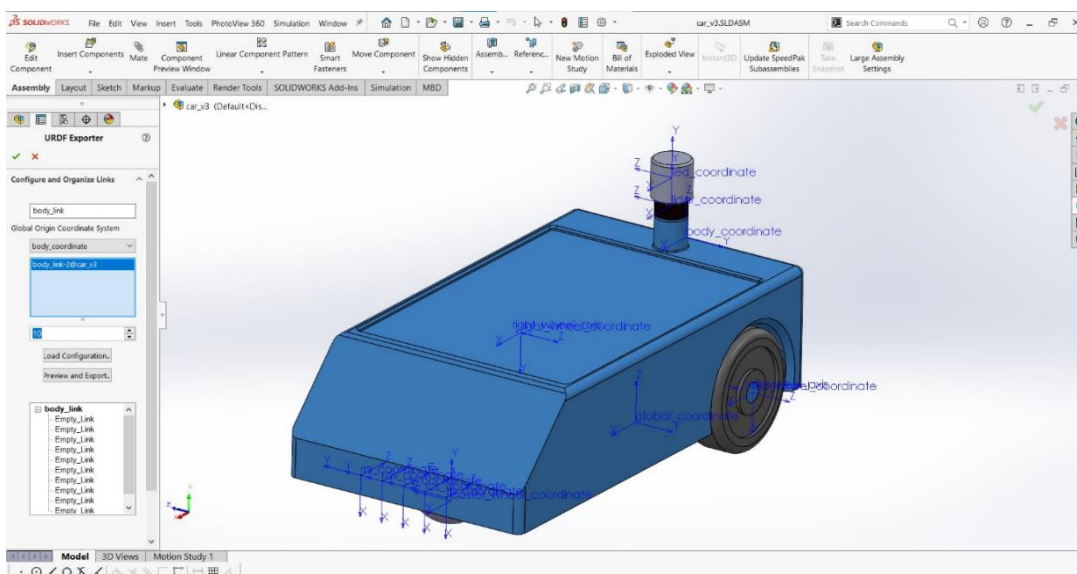 SOLIDWORKS File Edit View Insert Tools PhotoView 360 Simulation Window car_v3.SLDASM Search Commands
Edit Component Insert Components Mate Component Preview Window Linear Component Pattern Smart Fasteners Move Component Show Hidden Components Assemb... Referenc... New Motion Study Bill of Materials Exploded View Instant3D Update SpeedPak Subassemblies Take Snapshot Large Assembly Settings
Assembly Layout Sketch Markup Evaluate Render Tools SOLIDWORKS Add-Ins Simulation MBD
car_v3 (Default<Dis...
URDF Exporter
Configure and Organize Links
body_link
Global Origin Coordinate System
body_coordinate
body_link-2@car_v3
10
Load Configuration..
Preview and Export..
body_link
Empty_Link
Empty_Link
Empty_Link
Empty_Link
Empty_Link
Empty_Link
Empty_Link
Empty_Link
Empty_Link
Empty_Link
led_coordinate
lidar_coordinate
body_coordinate
global_coordinate
caster_wheel_coordinate
Model 3D Views Motion Study 1